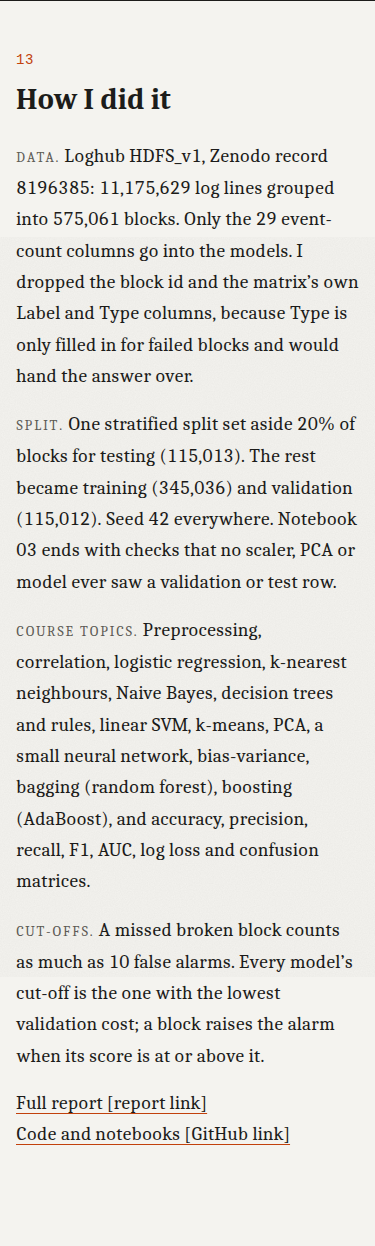 13
How I did it
DATA. Loghub HDFS_v1, Zenodo record
8196385: 11,175,629 log lines grouped
into 575,061 blocks. Only the 29 event-
count columns go into the models. I
dropped the block id and the matrix’s own
Label and Type columns, because Type is
only filled in for failed blocks and would
hand the answer over.
SPLIT. One stratified split set aside 20% of
blocks for testing (115,013). The rest
became training (345,036) and validation
(115,012). Seed 42 everywhere. Notebook
03 ends with checks that no scaler, PCA or
model ever saw a validation or test row.
COURSE TOPICS. Preprocessing,
correlation, logistic regression, k-nearest
neighbours, Naive Bayes, decision trees
and rules, linear SVM, k-means, PCA, a
small neural network, bias-variance,
bagging (random forest), boosting
(AdaBoost), and accuracy, precision,
recall, F1, AUC, log loss and confusion
matrices.
CUT-OFFS. A missed broken block counts
as much as 10 false alarms. Every model’s
cut-off is the one with the lowest
validation cost; a block raises the alarm
when its score is at or above it.
Full report [report link]
Code and notebooks [GitHub link]